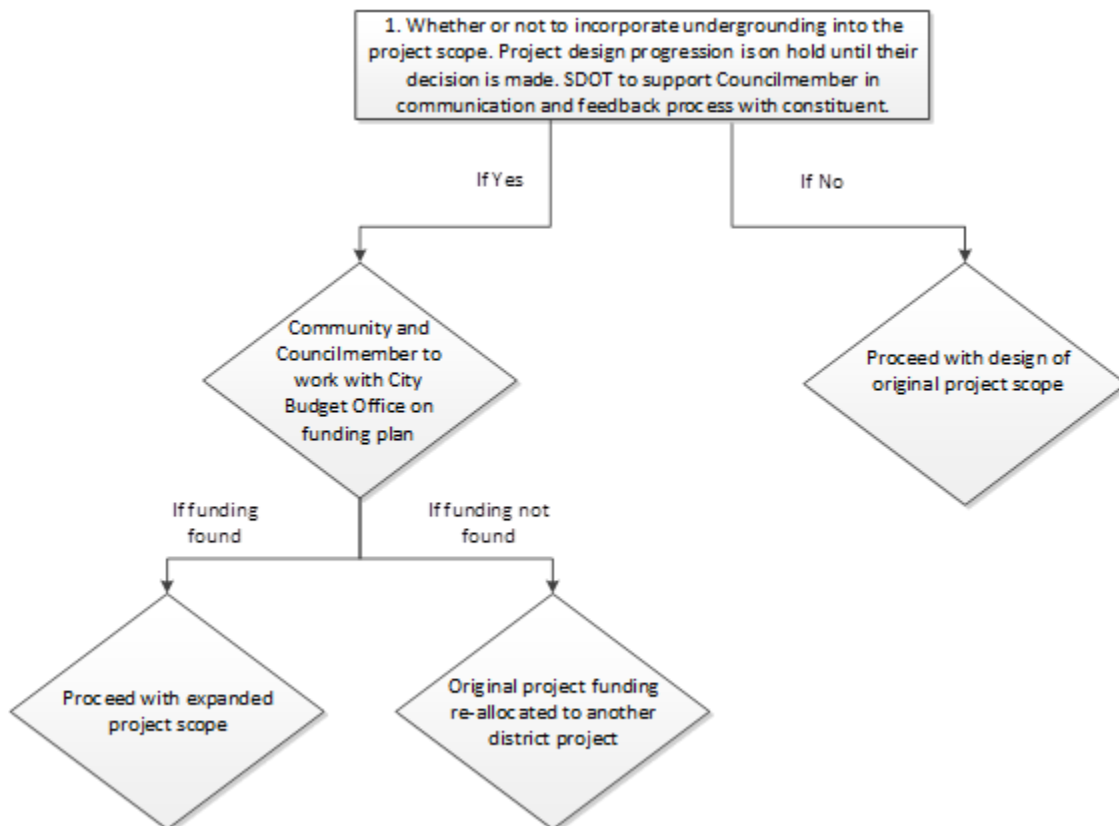 1. Whether or not to incorporate undergrounding into the
project scope. Project design progression is on hold until their
decision is made. SDOT to support Councilmember in
communication and feedback process with constituent.
If Yes
If No
Community and
Councilmember to
work with City
Budget Office on
funding plan
Proceed with design of
original project scope
If funding
found
If funding not
found
Proceed with expanded
project scope
Original project funding
re-allocated to another
district project